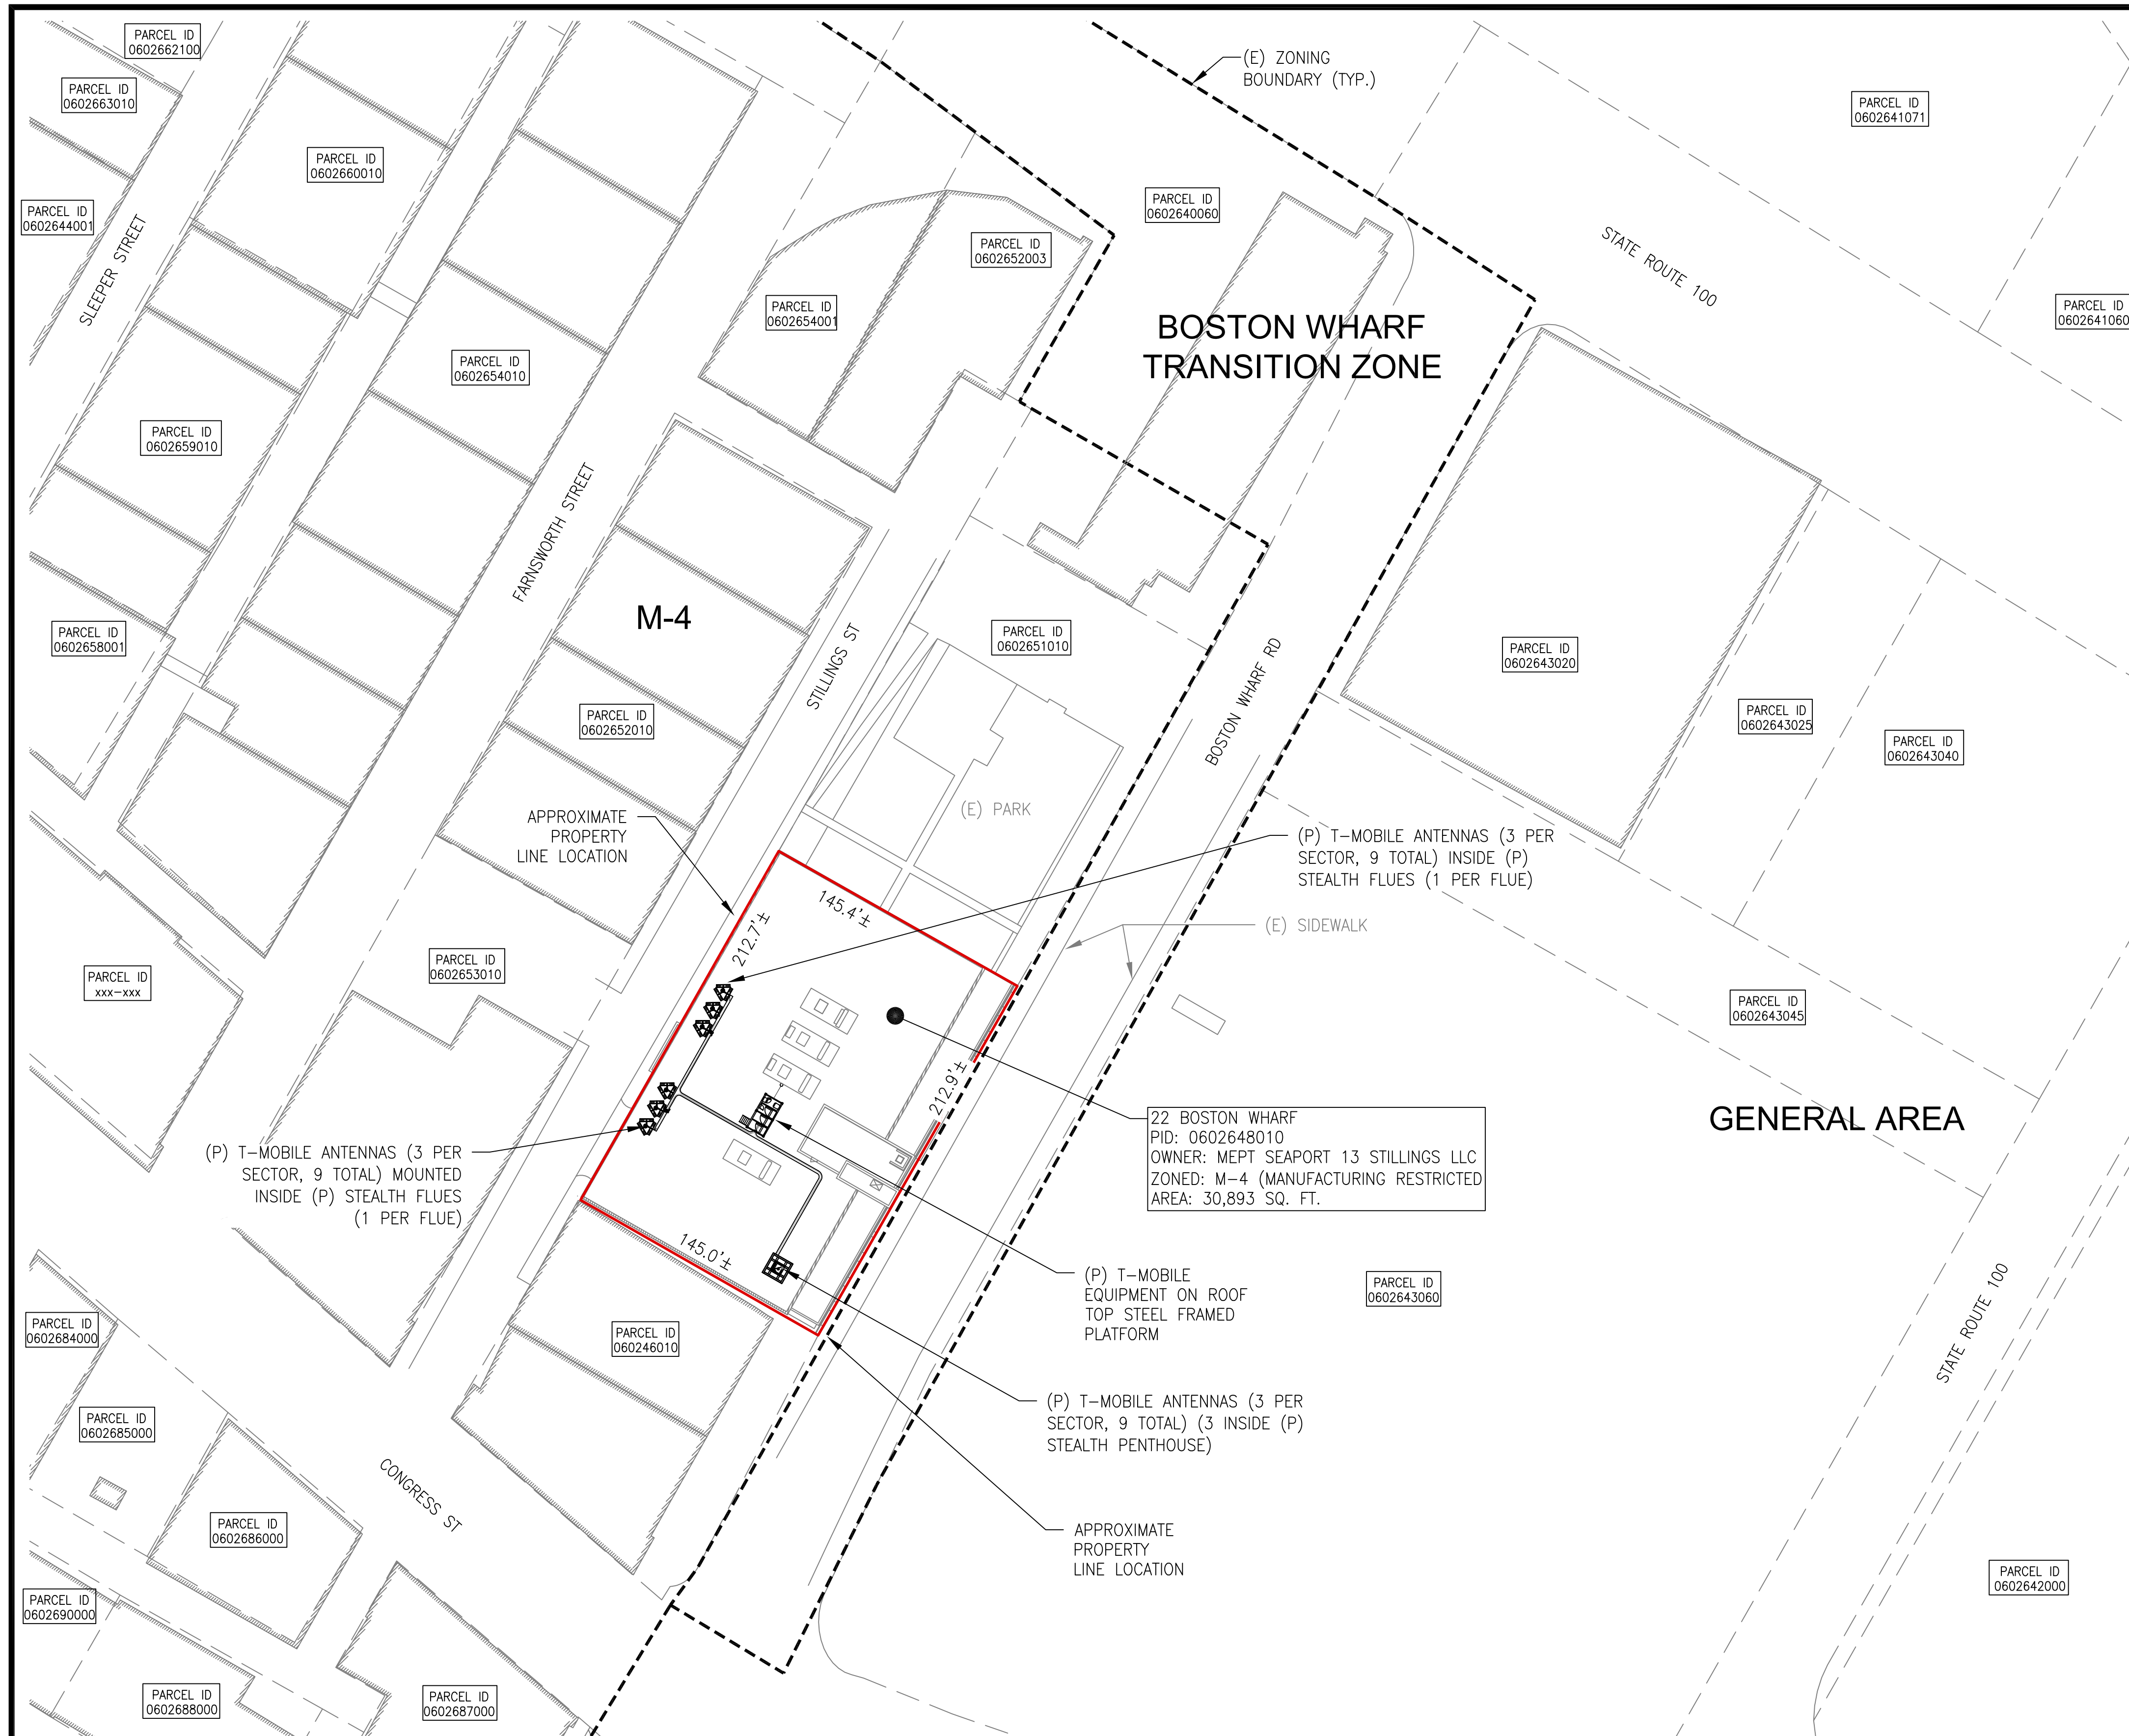 PARCEL ID
0602662100
PARCEL ID
0602663010
PARCEL ID
0602660010
PARCEL ID
0602644001
SLEEPER STREET
(E) ZONING
BOUNDARY (TYP.)
PARCEL ID
0602641071
PARCEL ID
0602640060
PARCEL ID
0602652003
STATE ROUTE 100
PARCEL ID
0602654001
PARCEL ID
0602641060
BOSTON WHARF
TRANSITION ZONE
PARCEL ID
0602654010
PARCEL ID
0602659010
FARNSWORTH STREET
M-4
PARCEL ID
0602658001
STILLINGS ST
PARCEL ID
0602651010
BOSTON WHARF RD
PARCEL ID
0602643020
PARCEL ID
0602652010
PARCEL ID
0602643025
PARCEL ID
0602643040
APPROXIMATE
PROPERTY
LINE LOCATION
(E) PARK
(P) T-MOBILE ANTENNAS (3 PER
SECTOR, 9 TOTAL) INSIDE (P)
STEALTH FLUES (1 PER FLUE)
145.4'±
212.7'±
(E) SIDEWALK
PARCEL ID
0602653010
PARCEL ID
xxx-xxx
PARCEL ID
0602643045
212.9'±
22 BOSTON WHARF
PID: 0602648010
OWNER: MEPT SEAPORT 13 STILLINGS LLC
ZONED: M-4 (MANUFACTURING RESTRICTED
AREA: 30,893 SQ. FT.
GENERAL AREA
(P) T-MOBILE ANTENNAS (3 PER
SECTOR, 9 TOTAL) MOUNTED
INSIDE (P) STEALTH FLUES
(1 PER FLUE)
145.0'±
(P) T-MOBILE
EQUIPMENT ON ROOF
TOP STEEL FRAMED
PLATFORM
PARCEL ID
0602643060
STATE ROUTE 100
PARCEL ID
0602684000
PARCEL ID
060246010
(P) T-MOBILE ANTENNAS (3 PER
SECTOR, 9 TOTAL) (3 INSIDE (P)
STEALTH PENTHOUSE)
PARCEL ID
0602685000
CONGRESS ST
PARCEL ID
0602686000
APPROXIMATE
PROPERTY
LINE LOCATION
PARCEL ID
0602642000
PARCEL ID
0602690000
PARCEL ID
0602688000
PARCEL ID
0602687000